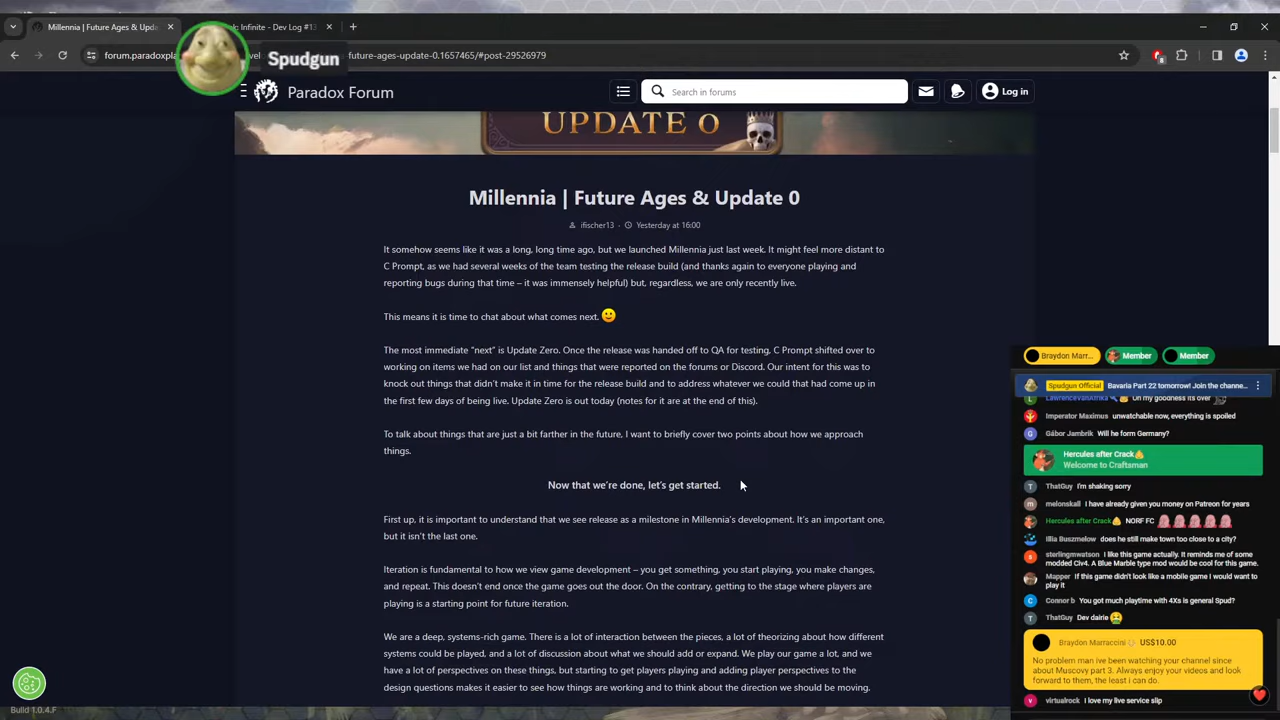 Millennia | Future Ages & Upda
Infinite - Dev Log #13
Spudgun
forum.paradoxpla
future-ages-update-0.1657465/#post-29526979
Paradox Forum
Search in forums
Log in
UPDATE 0
Millennia | Future Ages & Update 0
ifischer13 · Yesterday at 16:00
It somehow seems like it was a long, long time ago, but we launched Millennia just last week. It might feel more distant to
C Prompt, as we had several weeks of the team testing the release build (and thanks again to everyone playing and
reporting bugs during that time – it was immensely helpful) but, regardless, we are only recently live.
This means it is time to chat about what comes next.
The most immediate “next” is Update Zero. Once the release was handed off to QA for testing, C Prompt shifted over to
working on items we had on our list and things that were reported on the forums or Discord. Our intent for this was to
knock out things that didn’t make it in time for the release build and to address whatever we could that had come up in
the first few days of being live. Update Zero is out today (notes for it are at the end of this).
To talk about things that are just a bit farther in the future, I want to briefly cover two points about how we approach
things.
Now that we’re done, let’s get started.
First up, it is important to understand that we see release as a milestone in Millennia’s development. It’s an important one,
but it isn’t the last one.
Iteration is fundamental to how we view game development – you get something, you start playing, you make changes,
and repeat. This doesn’t end once the game goes out the door. On the contrary, getting to the stage where players are
playing is a starting point for future iteration.
We are a deep, systems-rich game. There is a lot of interaction between the pieces, a lot of theorizing about how different
systems could be played, and a lot of discussion about what we should add or expand. We play our game a lot, and we
have a lot of perspectives on these things, but starting to get players playing and adding player perspectives to the
design questions makes it easier to see how things are working and to think about the direction we should be moving.
Braydon Marr...
Member
Member
Spudgun Official Bavaria Part 22 tomorrow! Join the channe...
LawrenceVanAfrika Oh my goodness its over
Imperator Maximus unwatchable now, everything is spoiled
Gábor Jambrik Will he form Germany?
Hercules after Crack
Welcome to Craftsman
ThatGuy I'm shaking sorry
melonskall I have already given you money on Patreon for years
Hercules after Crack NORF FC
Illia Buszmelow does he still make town too close to a city?
sterlingmwatson I like this game actually. It reminds me of some
modded Civ4. A Blue Marble type mod would be cool for this game.
Mapper If this game didn't look like a mobile game I would want to
play it
Connor b You got much playtime with 4Xs is general Spud?
ThatGuy Dev dairie
Braydon Marraccini US$10.00
No problem man ive been watching your channel since
about Muscovy part 3. Always enjoy your videos and look
forward to them, the least i can do.
virtualrock I love my live service slip
Build 1.0.4.F